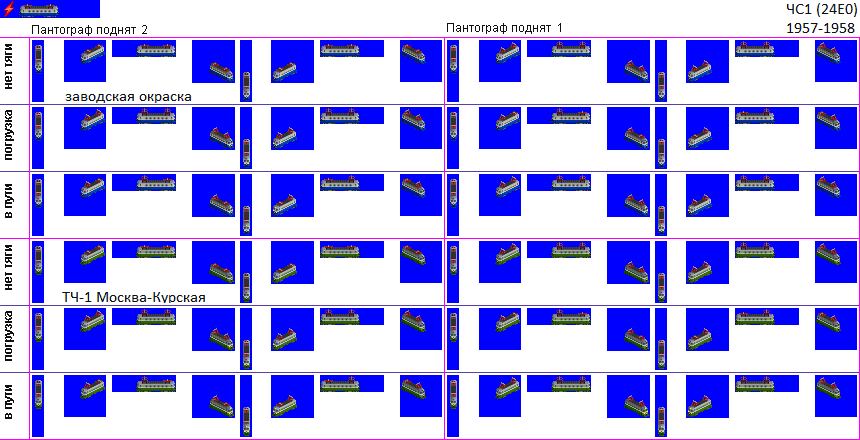 ЧС1 (24E0)
1957-1958
Пантограф поднят 2
Пантограф поднят 1
нет тяги
заводская окраска
погрузка
в пути
нет тяги
ТЧ-1 Москва-Курская
погрузка
в пути